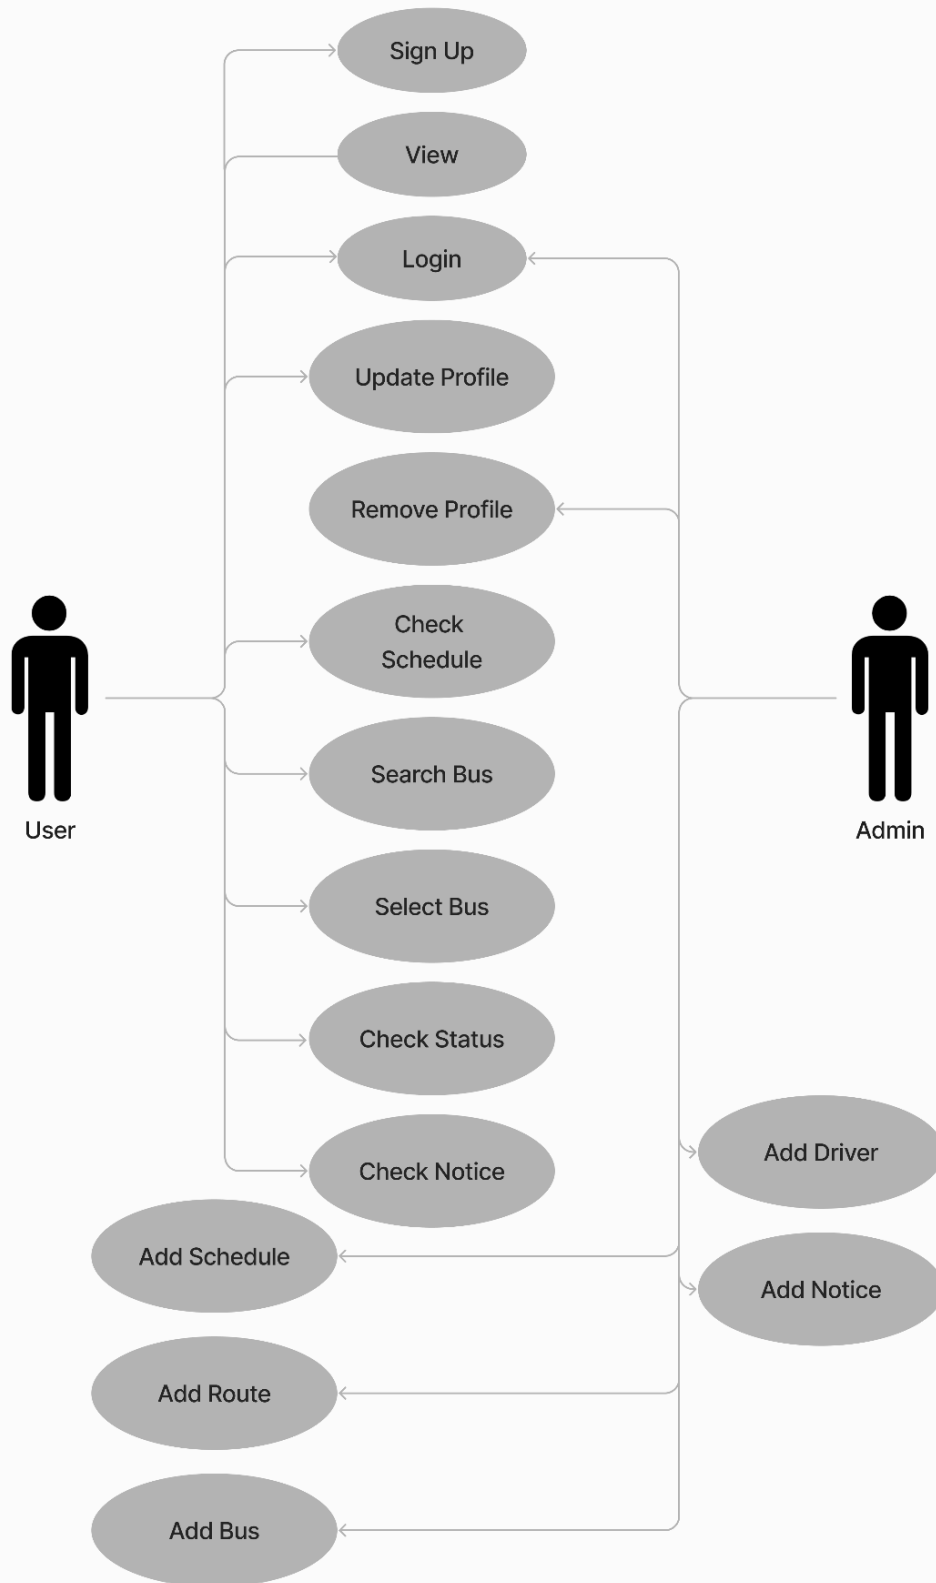 Sign Up
View
Login
Update Profile
Remove Profile
Check
Schedule
User
Admin
Search Bus
Select Bus
Check Status
Check Notice
Add Driver
Add Schedule
Add Notice
Add Route
Add Bus